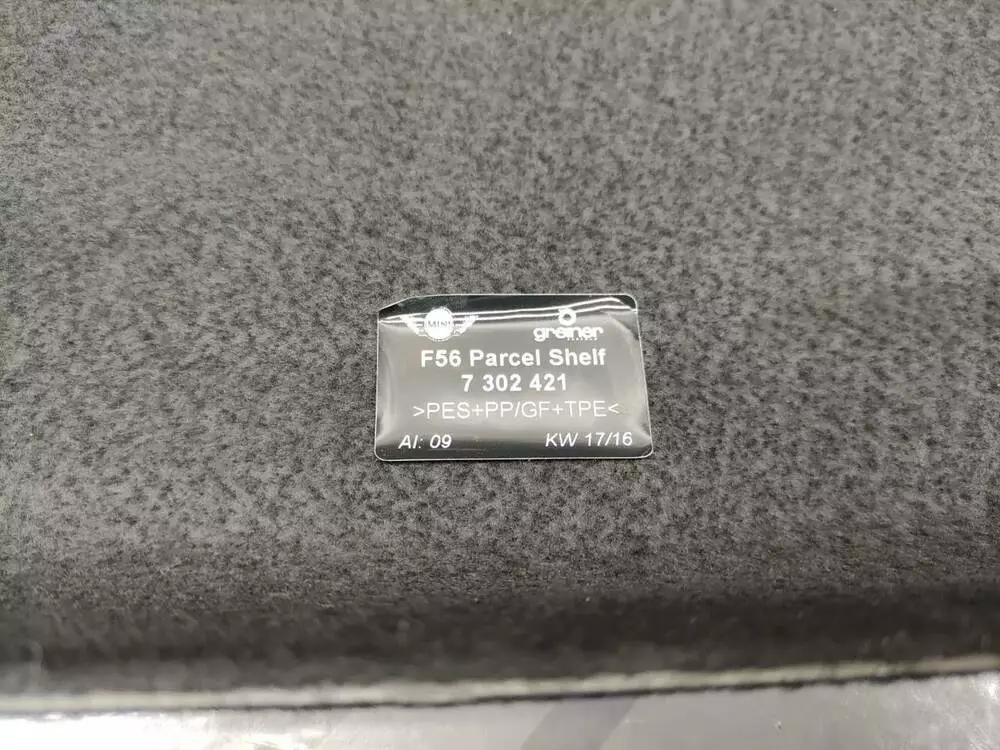 MINI
greiner
F56 Parcel Shelf
7 302 421
>PES+PP/GF+TPE<
AI: 09 KW 17/16